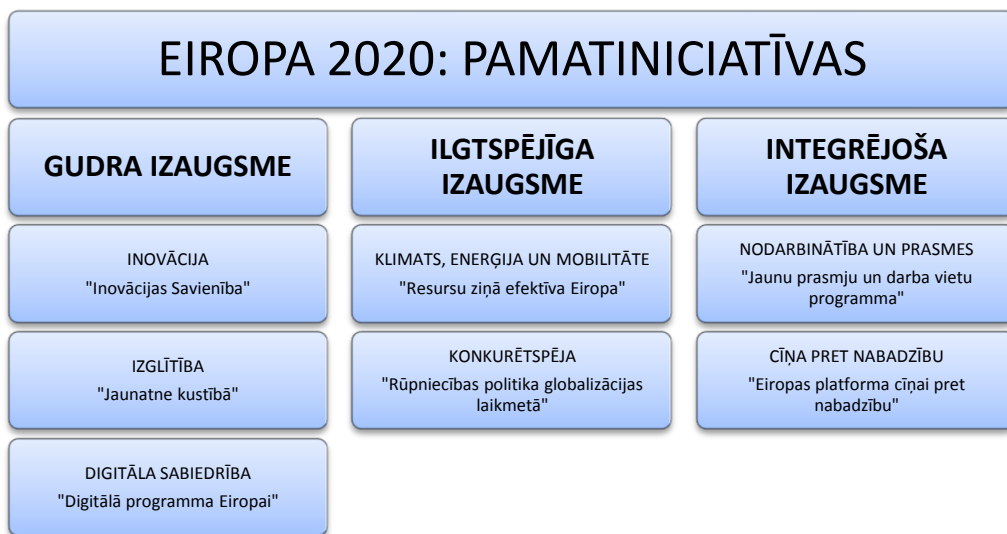 EIROPA 2020: PAMATINICIATĪVAS
GUDRA IZAUGSME
INOVĀCIJA
"Inovācijas Savienība"
IZGLĪTĪBA
"Jaunatne kustībā"
DIGITĀLA SABIEDRĪBA
"Digitālā programma Eiropai"
ILGTSPĒJĪGA
IZAUGSME
KLIMATS, ENERĢIJA UN MOBILITĀTE
"Resursu ziņā efektīva Eiropa"
KONKURĒTSPĒJA
"Rūpniecības politika globalizācijas
laikmetā"
INTEGRĒJOŠA
IZAUGSME
NODARBINĀTĪBA UN PRASMES
"Jaunu prasmju un darba vietu
programma"
CĪŅA PRET NABADZĪBU
"Eiropas platforma cīņai pret
nabadzību"